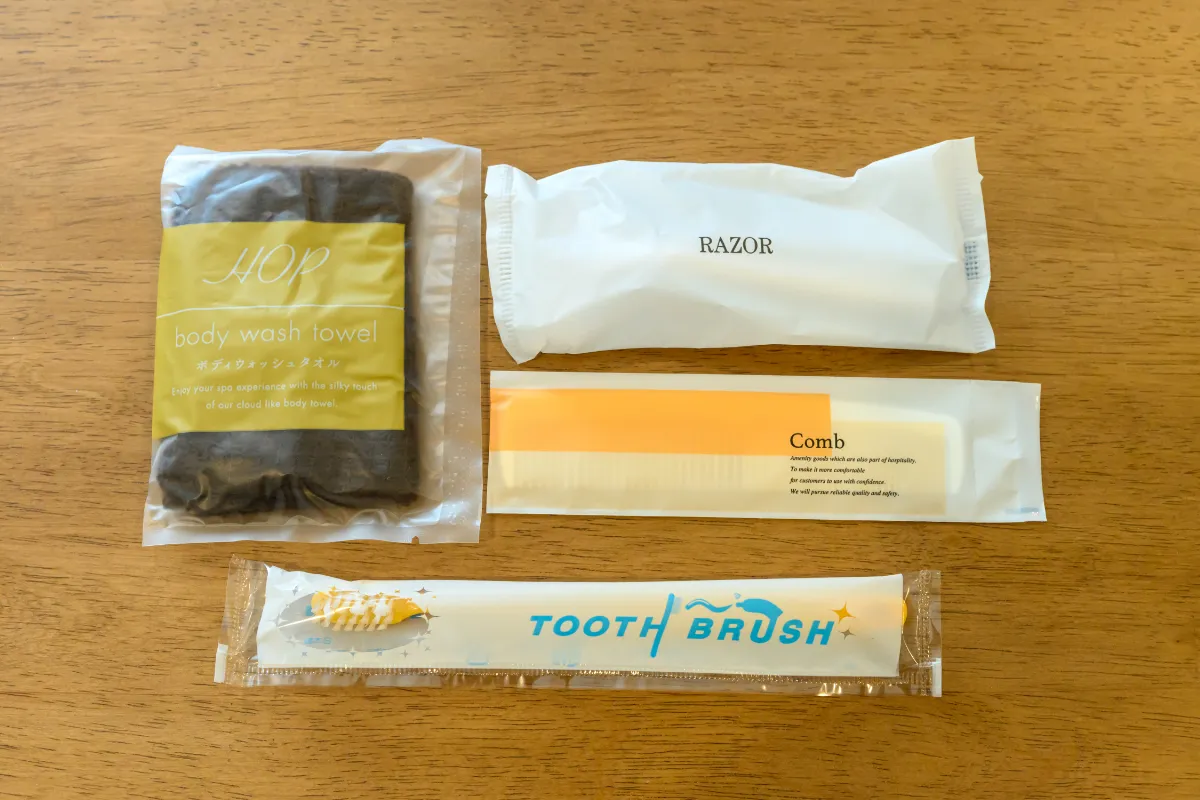 HOP
body wash towel
ボディウォッシュタオル
Enjoy your spa experience with the silky touch
of our cloud like body towel.
RAZOR
Comb
Amenity goods which are also part of hospitality.
To make it more comfortable
for customers to use with confidence.
We will pursue reliable quality and safety.
TOOTH BRUSH